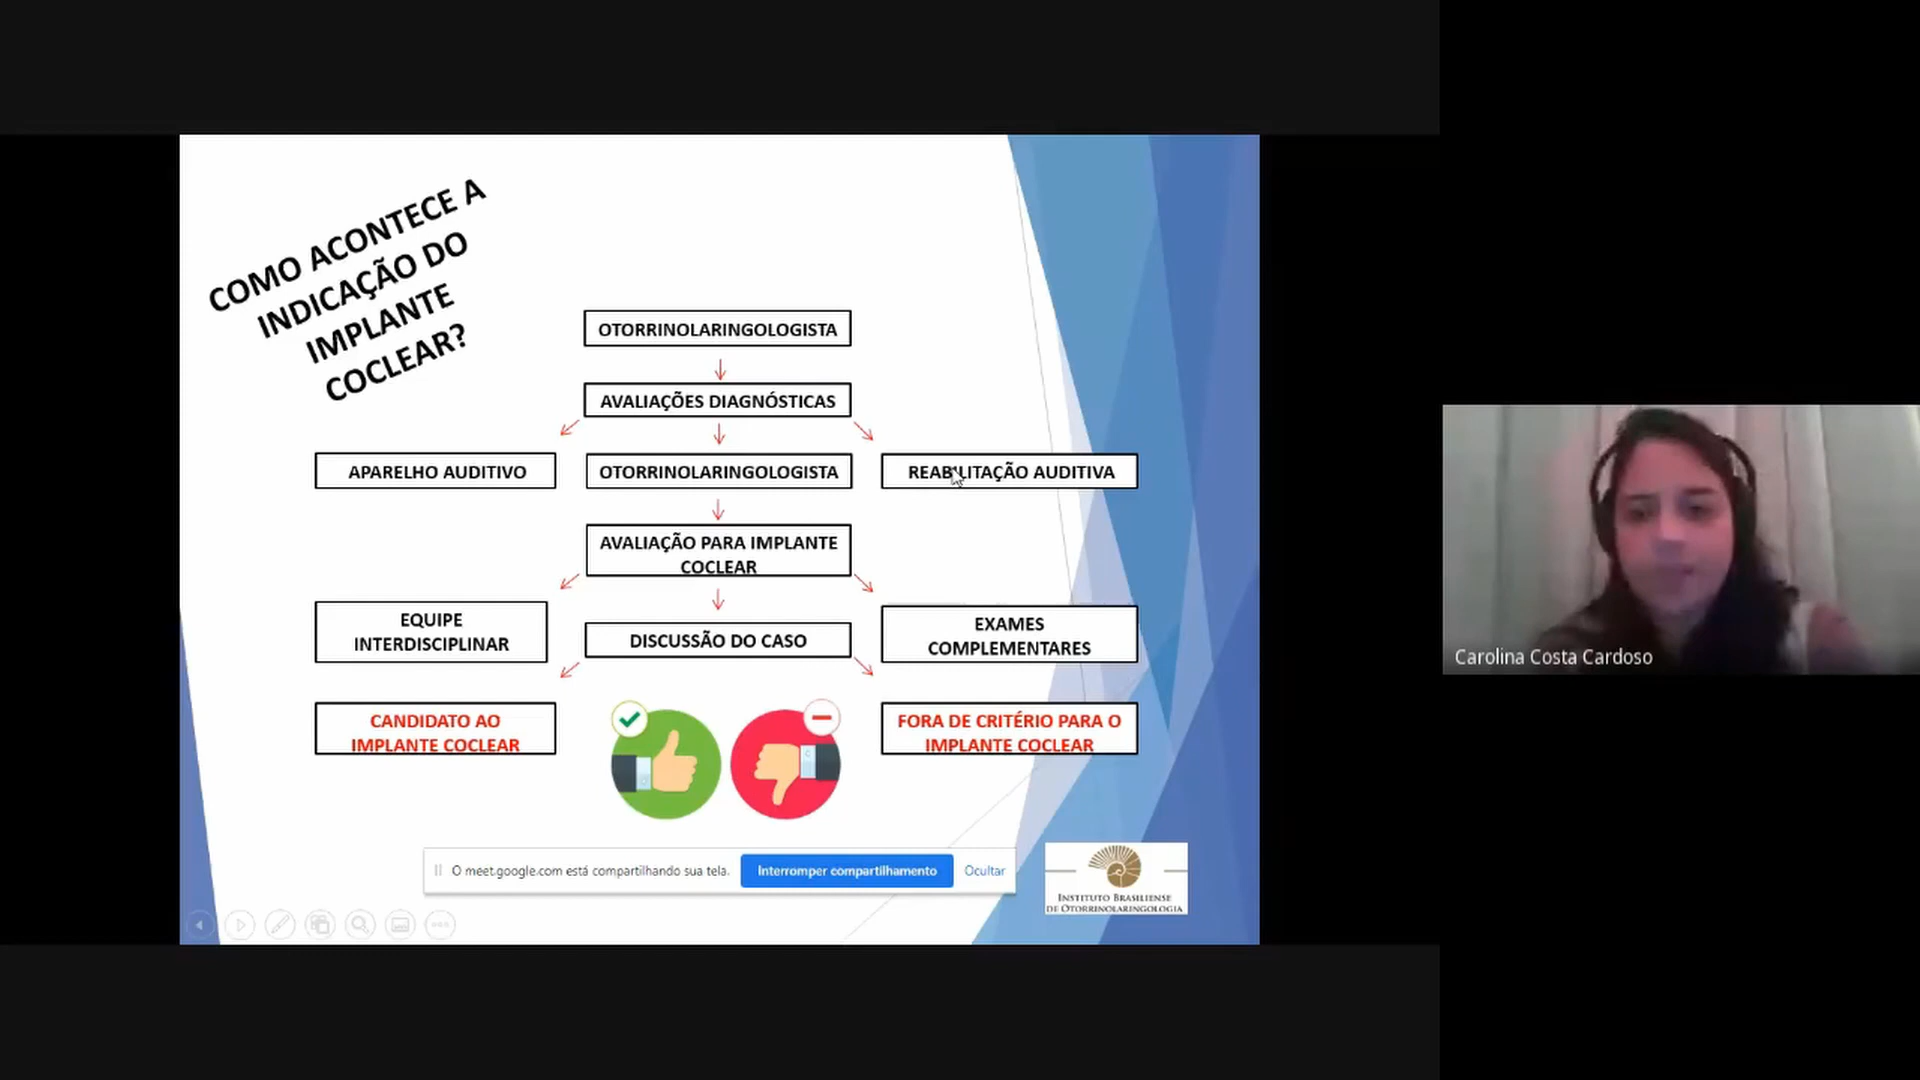 COMO ACONTECE A
INDICAÇÃO DO
IMPLANTE
COCLEAR?
OTORRINOLARINGOLOGISTA
AVALIAÇÕES DIAGNÓSTICAS
APARELHO AUDITIVO
OTORRINOLARINGOLOGISTA
REABILITAÇÃO AUDITIVA
AVALIAÇÃO PARA IMPLANTE
COCLEAR
EQUIPE
INTERDISCIPLINAR
DISCUSSÃO DO CASO
EXAMES
COMPLEMENTARES
CANDIDATO AO
IMPLANTE COCLEAR
FORA DE CRITÉRIO PARA O
IMPLANTE COCLEAR
O meet.google.com está compartilhando sua tela.
Interromper compartilhamento
Ocultar
INSTITUTO BRASILIENSE
DE OTORRINOLARINGOLOGIA
Carolina Costa Cardoso